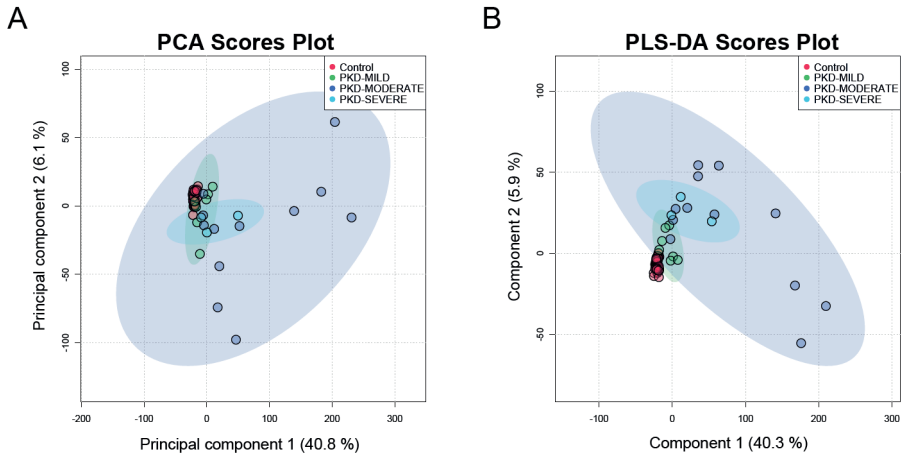 A
PCA Scores Plot
Control
PKD-MILD
PKD-MODERATE
PKD-SEVERE
100
50
0
-50
-100
-200
-100
0
100
200
300
Principal component 2 (6.1 %)
Principal component 1 (40.8 %)
B
PLS-DA Scores Plot
Control
PKD-MILD
PKD-MODERATE
PKD-SEVERE
100
50
0
-50
-100
0
100
200
300
Component 2 (5.9 %)
Component 1 (40.3 %)